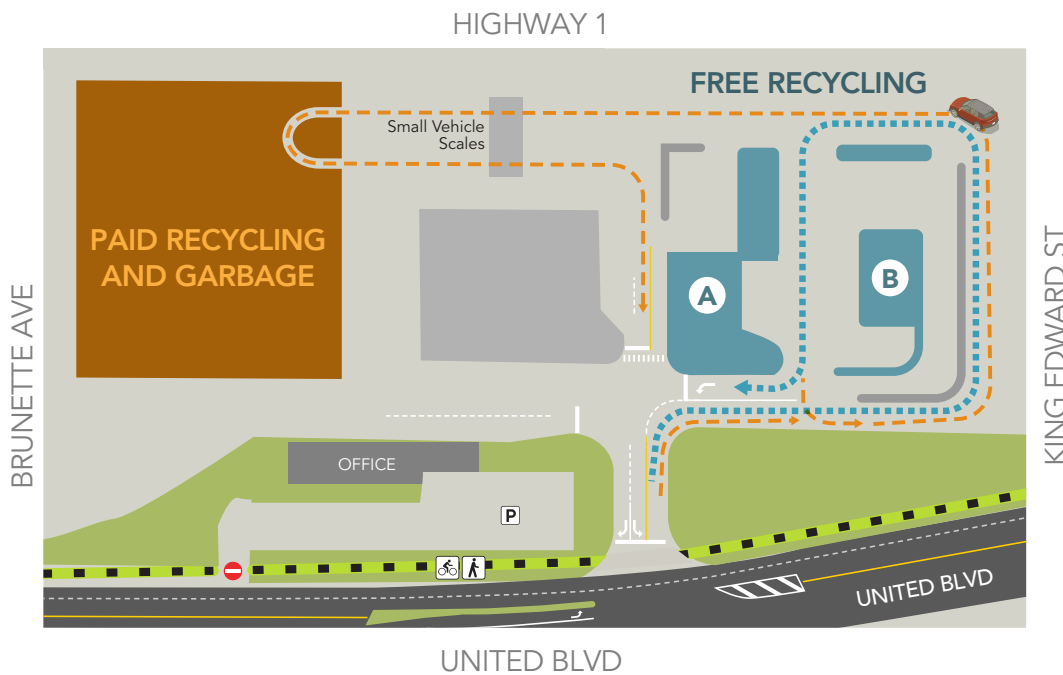 HIGHWAY 1
FREE RECYCLING
Small Vehicle
Scales
PAID RECYCLING
AND GARBAGE
A
B
BRUNETTE AVE
KING EDWARD ST
OFFICE
P
UNITED BLVD
UNITED BLVD